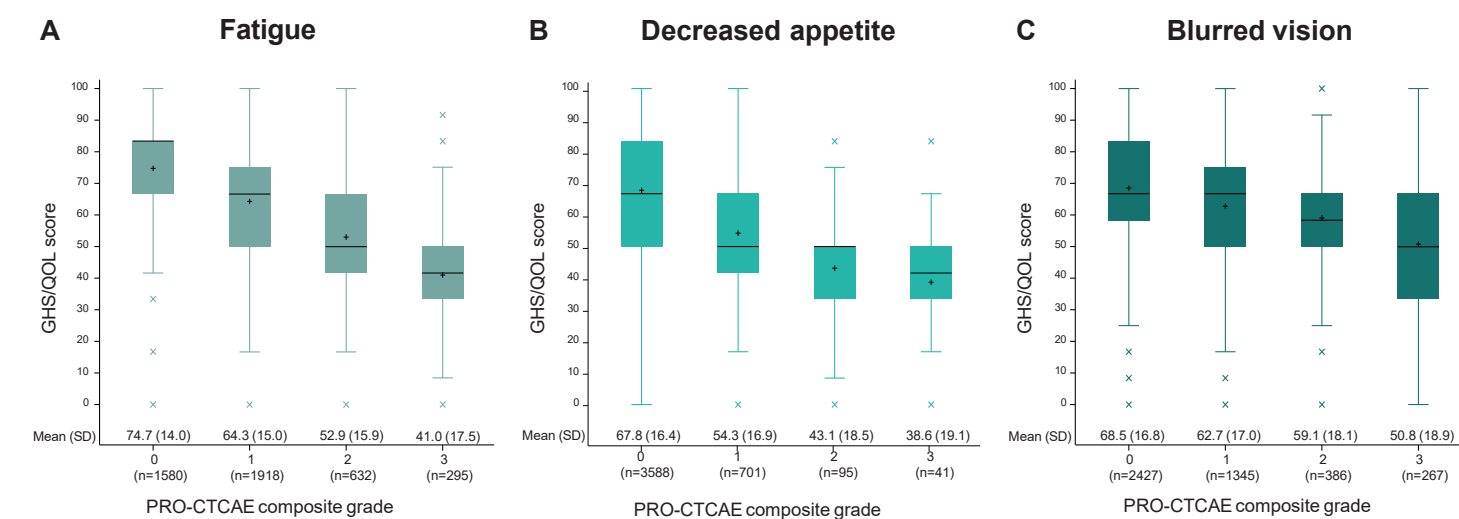 A Fatigue
GHS/QOL score
100
90
80
70
60
50
40
30
20
10
0
Mean (SD) 74.7 (14.0) 64.3 (15.0) 52.9 (15.9) 41.0 (17.5)
0 1 2 3
(n=1580) (n=1918) (n=632) (n=295)
PRO-CTCAE composite grade
B Decreased appetite
GHS/QOL score
100
90
80
70
60
50
40
30
20
10
0
Mean (SD) 67.8 (16.4) 54.3 (16.9) 43.1 (18.5) 38.6 (19.1)
0 1 2 3
(n=3588) (n=701) (n=95) (n=41)
PRO-CTCAE composite grade
C Blurred vision
GHS/QOL score
100
90
80
70
60
50
40
30
20
10
0
Mean (SD) 68.5 (16.8) 62.7 (17.0) 59.1 (18.1) 50.8 (18.9)
0 1 2 3
(n=2427) (n=1345) (n=386) (n=267)
PRO-CTCAE composite grade